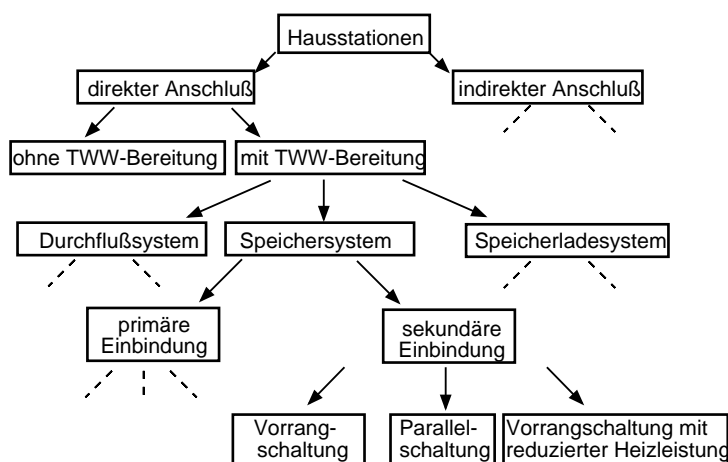 Hausstationen
direkter Anschluß
indirekter Anschluß
ohne TWW-Bereitung
mit TWW-Bereitung
Durchflußsystem
Speichersystem
Speicherladesystem
primäre
Einbindung
sekundäre
Einbindung
Vorrang-
schaltung
Parallel-
schaltung
Vorrangschaltung mit
reduzierter Heizleistung